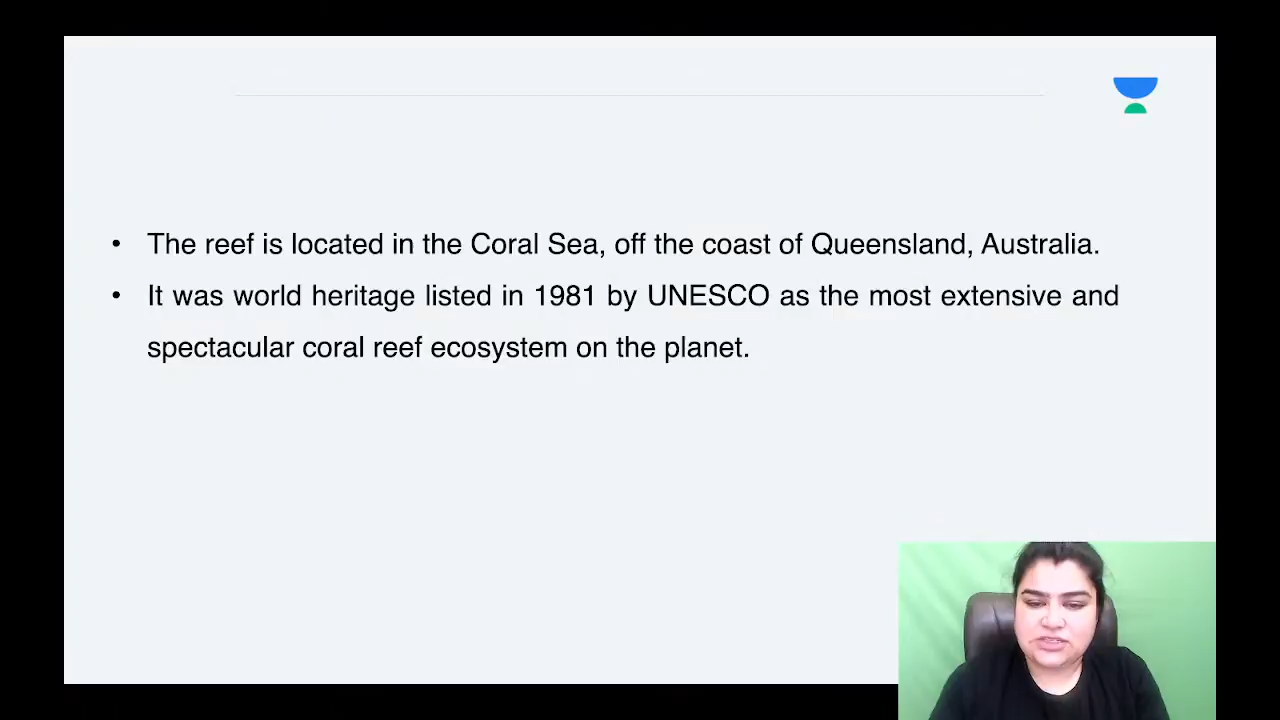 • The reef is located in the Coral Sea, off the coast of Queensland, Australia.
• It was world heritage listed in 1981 by UNESCO as the most extensive and
spectacular coral reef ecosystem on the planet.